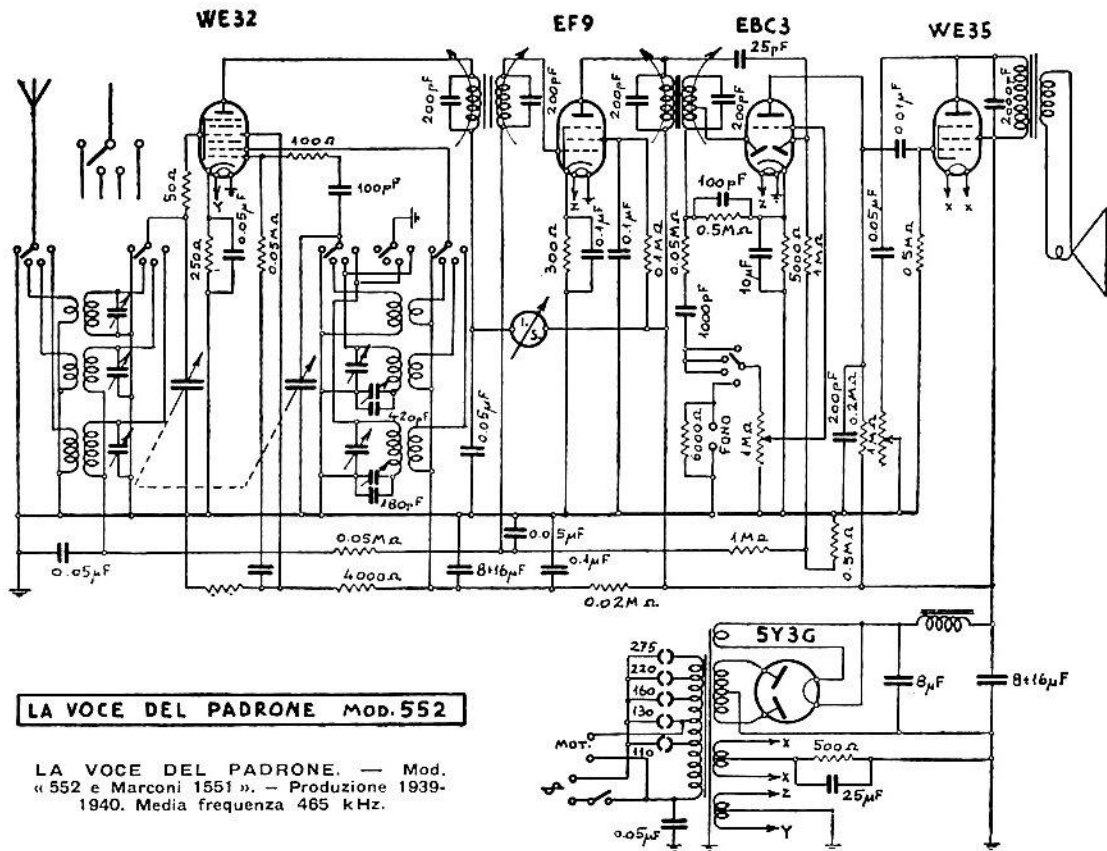 WE32
EF9
EBC3
WE35
25pF
200pF
200pF
200pF
200pF
2000pF
0.01µF
50Ω
100Ω
100pF
Y
0.05µF
250Ω
0.05MΩ
N
300Ω
0.1µF
0.1µF
0.1MΩ
0.05MΩ
100pF
0.5MΩ
10µF
N
5000Ω
1MΩ
X X
0.05µF
0.5MΩ
1000pF
I.
S.
420pF
180pF
0.05µF
6000Ω
FONO
1MΩ
200pF
0.2MΩ
1MΩ
0.05µF
0.05MΩ
4000Ω
8+16µF
0.05µF
0.1µF
0.02MΩ
1MΩ
0.5MΩ
275
220
160
130
110
MOT.
0.05µF
5Y3G
8µF
8+16µF
X
X
Z
Y
500Ω
25µF
LA VOCE DEL PADRONE MOD. 552
LA VOCE DEL PADRONE. — Mod.
« 552 e Marconi 1551 ». — Produzione 1939-
1940. Media frequenza 465 kHz.